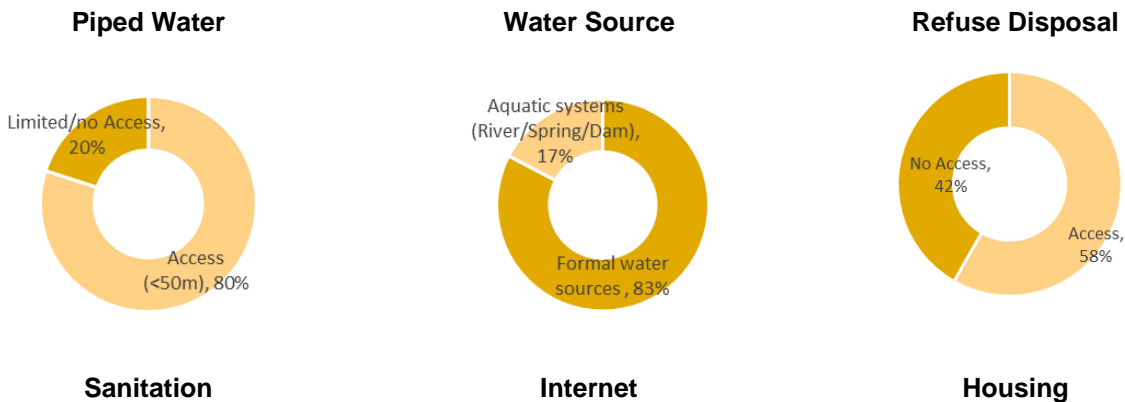 Piped Water
Limited/no Access,
20%
Access
(<50m), 80%
Water Source
Aquatic systems
(River/Spring/Dam),
17%
Formal water
sources , 83%
Refuse Disposal
No Access,
42%
Access,
58%
Sanitation
Internet
Housing